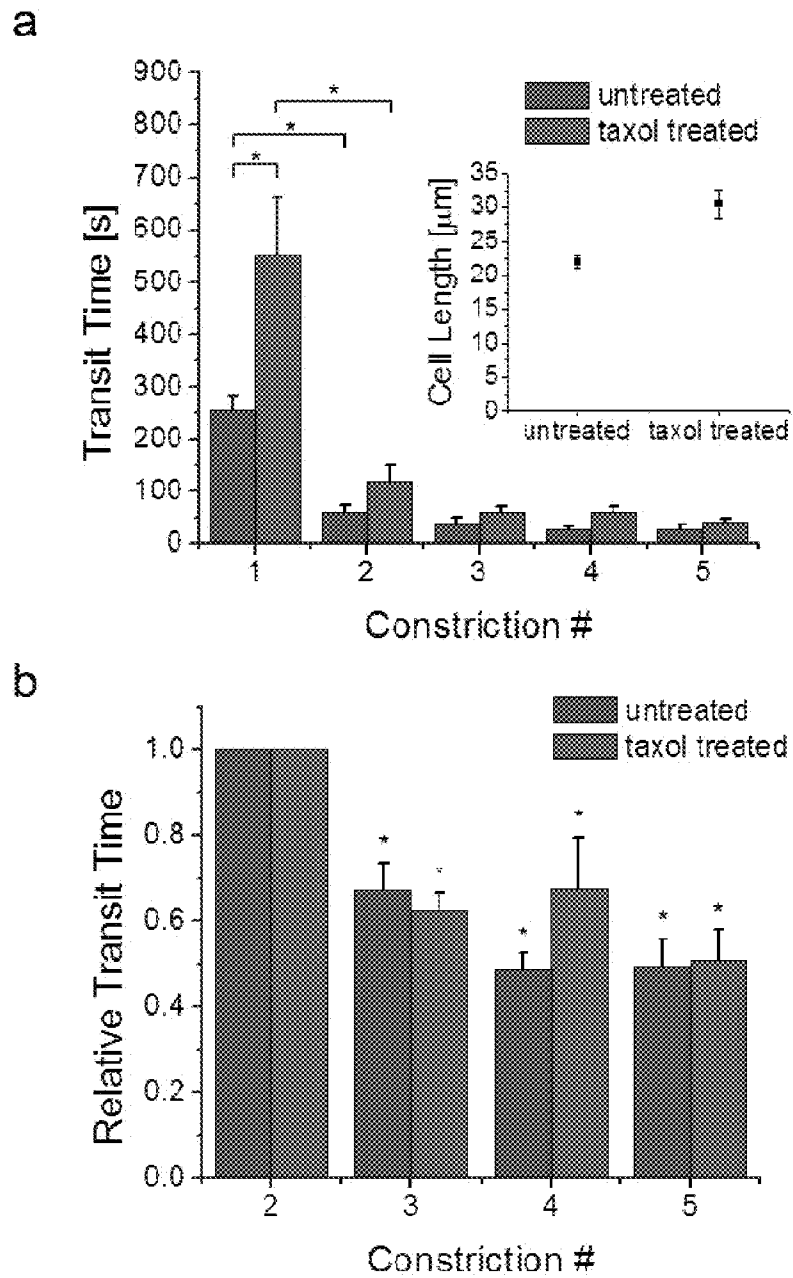 a
900
800
700
600
500
400
300
200
100
0
Transit Time [s]
*
*
*
untreated
taxol treated
35
30
25
20
15
10
5
0
Cell Length [μm]
untreated taxol treated
1 2 3 4 5
Constriction #
b
untreated
taxol treated
1.0
0.8
0.6
0.4
0.2
0.0
Relative Transit Time
* * * * * *
2 3 4 5
Constriction #